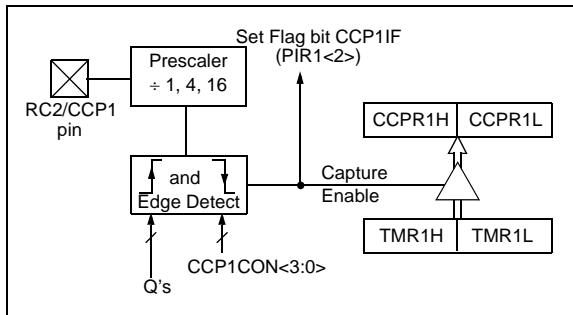 Set Flag bit CCP1IF
(PIR1<2>)
Prescaler
÷ 1, 4, 16
RC2/CCP1
pin
CCPR1H
CCPR1L
and
Edge Detect
Capture
Enable
TMR1H
TMR1L
CCP1CON<3:0>
Q's